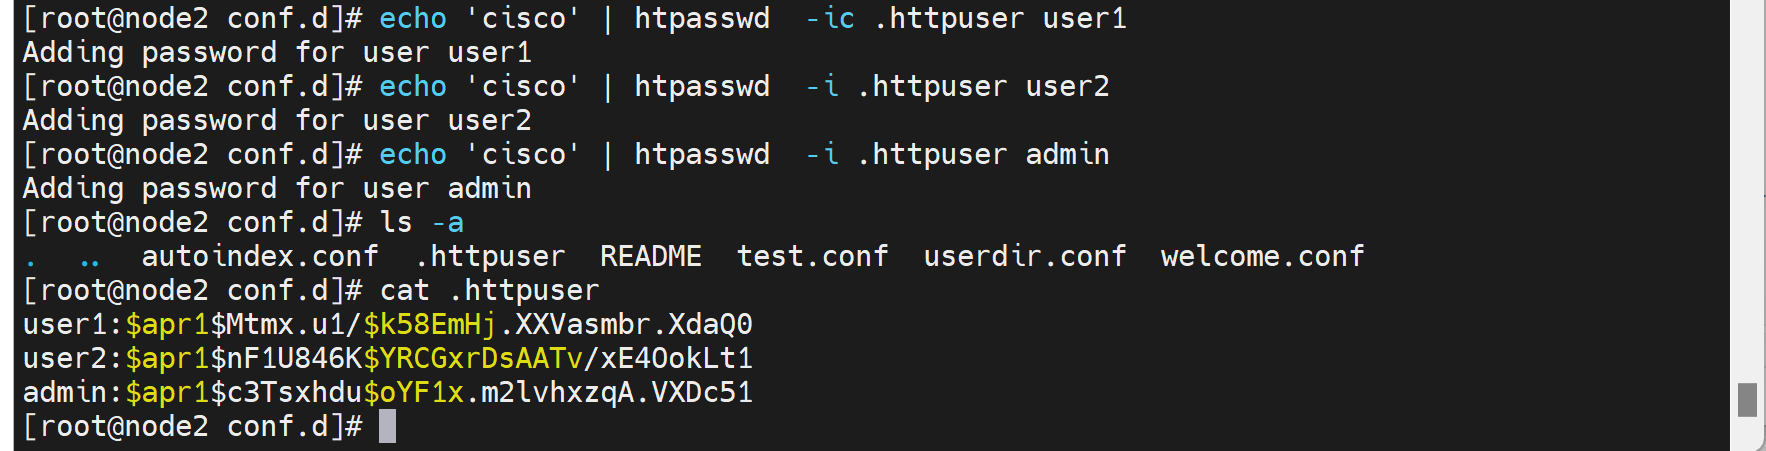 [root@node2 conf.d]# echo 'cisco' | htpasswd  -ic .httpuser user1
Adding password for user user1
[root@node2 conf.d]# echo 'cisco' | htpasswd  -i .httpuser user2
Adding password for user user2
[root@node2 conf.d]# echo 'cisco' | htpasswd  -i .httpuser admin
Adding password for user admin
[root@node2 conf.d]# ls -a
.  ..  autoindex.conf  .httpuser  README  test.conf  userdir.conf  welcome.conf
[root@node2 conf.d]# cat .httpuser
user1:$apr1$Mtmx.u1/$k58EmHj.XXVasmbr.XdaQ0
user2:$apr1$nF1U846K$YRCGxrDsAATv/xE4OokLt1
admin:$apr1$c3Tsxhdu$oYF1x.m2lvhxzqA.VXDc51
[root@node2 conf.d]#